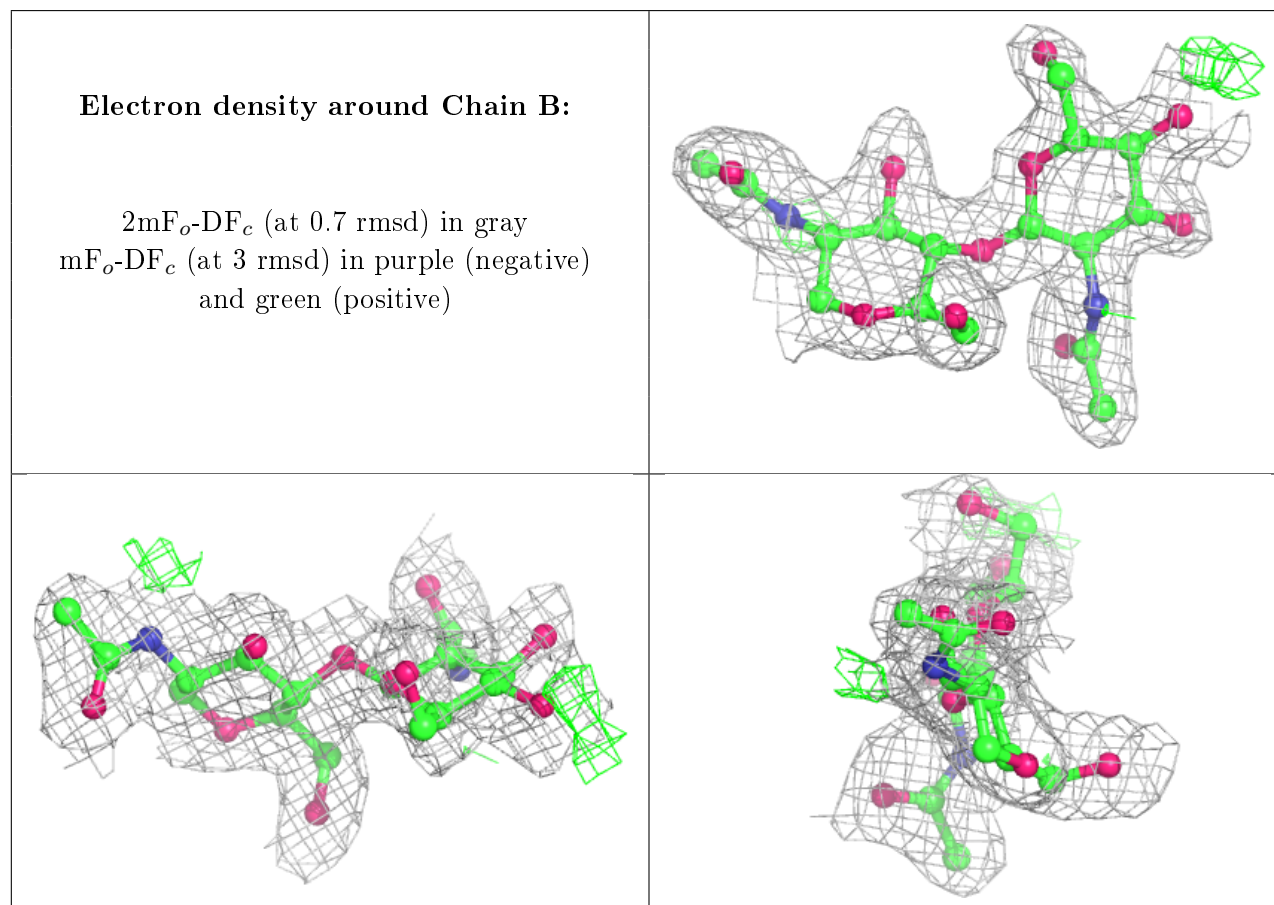 Electron density around Chain B:
2mFo-DFc (at 0.7 rmsd) in gray
mFo-DFc (at 3 rmsd) in purple (negative)
and green (positive)